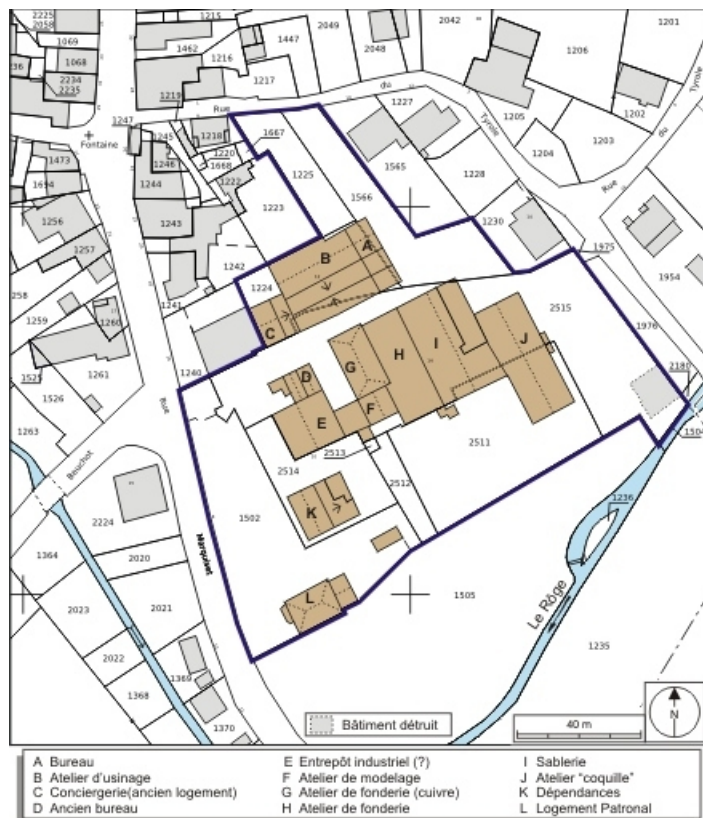 2225
2058
1069
1068
236
2234
2235
1215
1462
1216
1217
1219
1447
2049
2048
2042
1206
1201
1202
1205
1204
1203
1247
Fontaine
1245
1218
1220
1668
1667
Rue
du
Tyrole
1227
1565
1228
Rue
du
Tyrole
1473
1694
1244
1246
1222
1223
1225
1566
1230
1256
1257
1243
1242
1224
B
A
1975
1954
258
1259
1260
1241
C
2515
1976
1525
1526
1261
1240
D
G
H
I
J
2180
1504
1263
Rue
E
F
2513
2511
Beuchot
2514
2512
1502
K
2224
1236
1364
2020
Marquiset
L
1505
Le Rôge
2023
2021
1235
2022
1369
1368
1370
Bâtiment détruit
40 m
N
A Bureau
B Atelier d'usinage
C Conciergerie(ancien logement)
D Ancien bureau
E Entrepôt industriel (?)
F Atelier de modelage
G Atelier de fonderie (cuivre)
H Atelier de fonderie
I Sablerie
J Atelier "coquille"
K Dépendances
L Logement Patronal